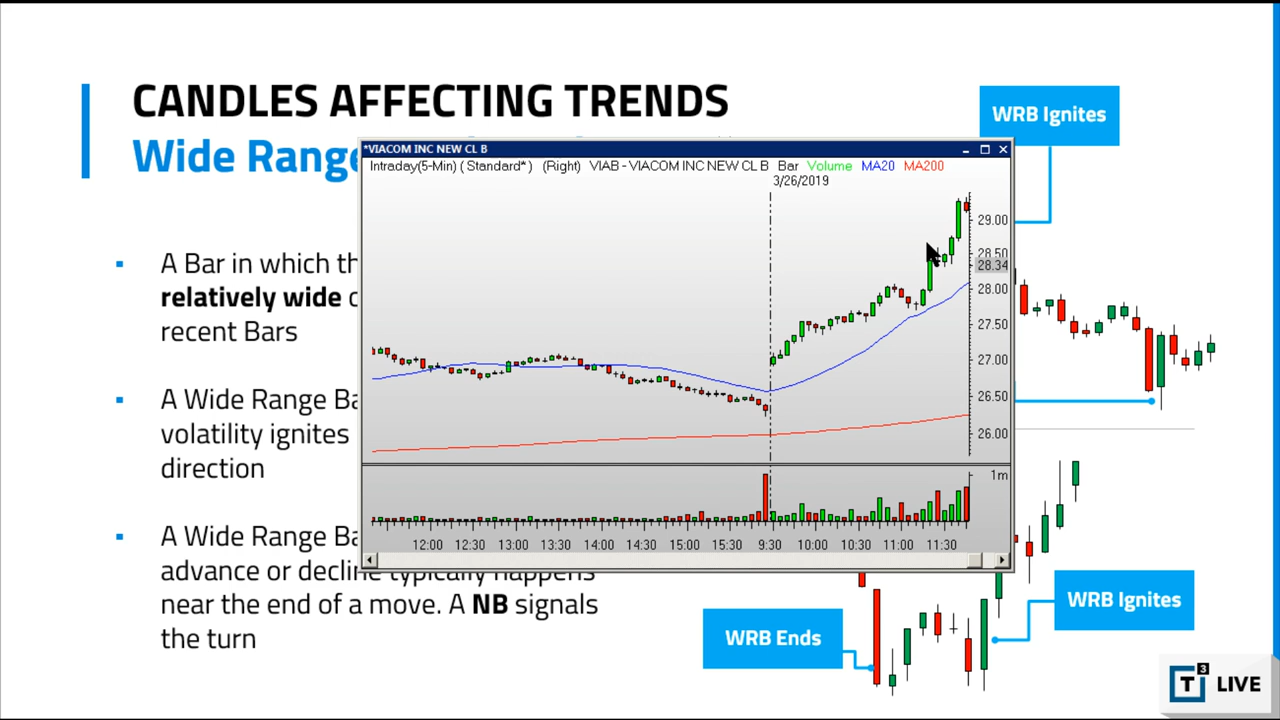 CANDLES AFFECTING TRENDS
WRB Ignites
Wide Range
*VIACOM INC NEW CL B
Intraday(5-Min) ( Standard* ) (Right) VIAB - VIACOM INC NEW CL B Bar Volume MA20 MA200
3/26/2019
29.00
28.50
28.34
28.00
27.50
27.00
26.50
26.00
1m
12:00 12:30 13:00 13:30 14:00 14:30 15:00 15:30 9:30 10:00 10:30 11:00 11:30
A Bar in which th
relatively wide
recent Bars
A Wide Range Ba
volatility ignites
direction
A Wide Range Ba
advance or decline typically happens
near the end of a move. A NB signals
the turn
WRB Ignites
WRB Ends
T3 LIVE